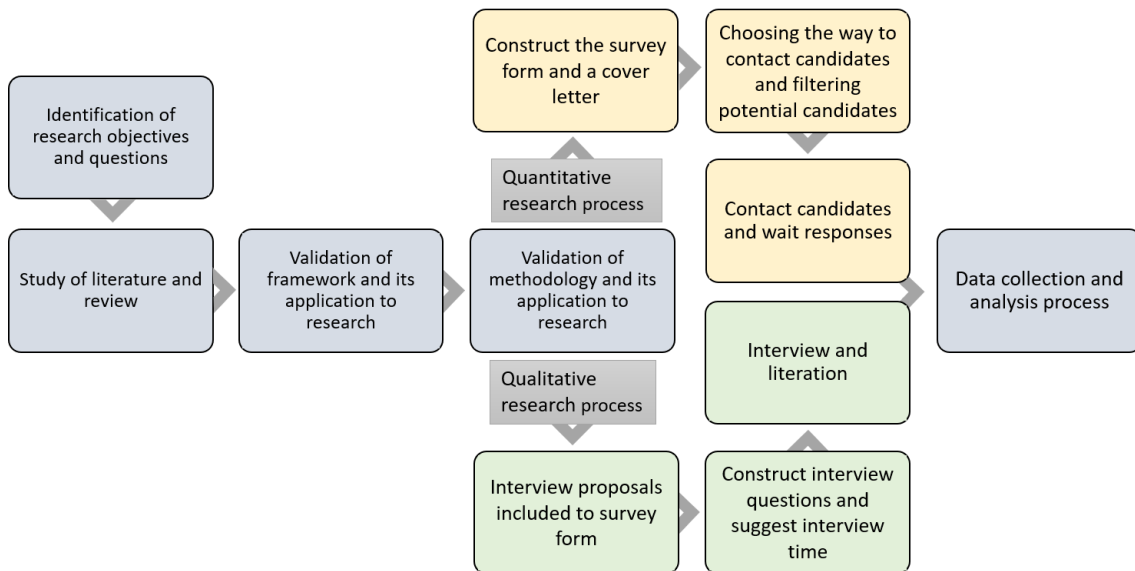 Identification of
research objectives
and questions
Study of literature and
review
Validation of
framework and its
application to
research
Validation of
methodology and its
application to
research
Quantitative
research process
Construct the survey
form and a cover
letter
Choosing the way to
contact candidates
and filtering
potential candidates
Contact candidates
and wait responses
Qualitative
research process
Interview proposals
included to survey
form
Construct interview
questions and
suggest interview
time
Interview and
literation
Data collection and
analysis process